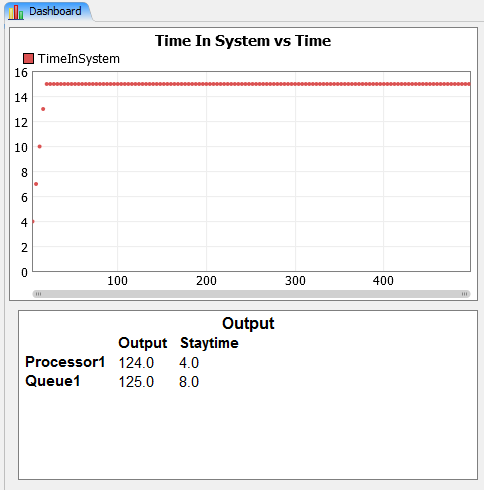 Dashboard
Time In System vs Time
TimeInSystem
16
14
12
10
8
6
4
2
0
100 200 300 400
Output
Output Staytime
Processor1 124.0 4.0
Queue1 125.0 8.0